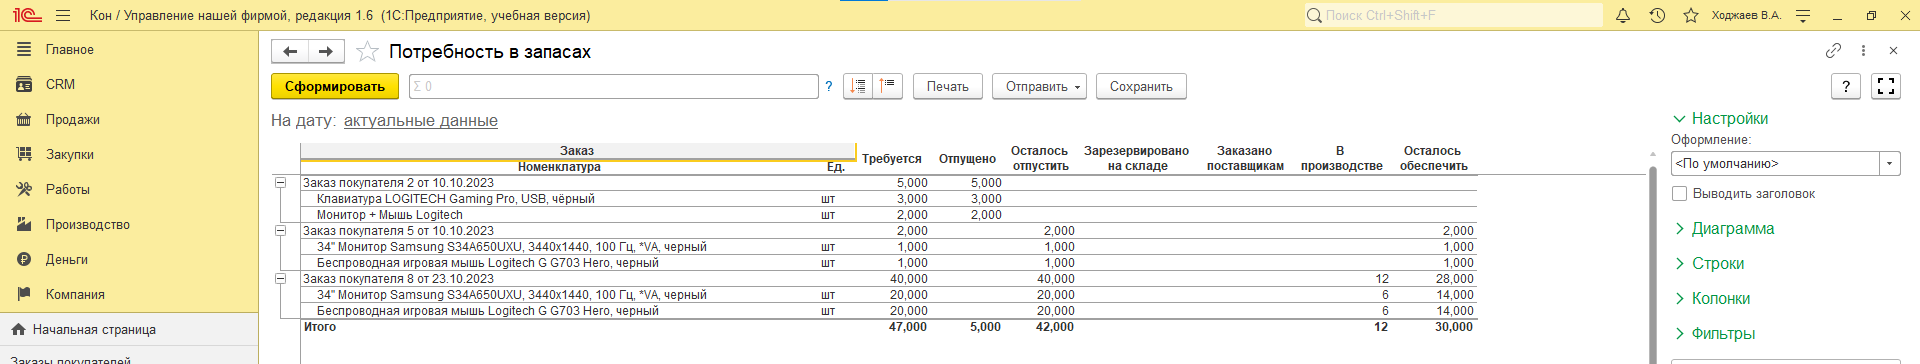 1С Кон / Управление нашей фирмой, редакция 1.6 (1С:Предприятие, учебная версия) Поиск Ctrl+Shift+F Ходжаев В.А.
Главное
CRM
Продажи
Закупки
Работы
Производство
Деньги
Компания
Начальная страница
Заказы покупателей
Потребность в запасах
Сформировать Σ 0 ? Печать Отправить Сохранить ?
На дату: актуальные данные
Заказ Требуется Отпущено Осталось отпустить Зарезервировано на складе Заказано поставщикам В производстве Осталось обеспечить
Номенклатура Ед.
Заказ покупателя 2 от 10.10.2023 5,000 5,000
Клавиатура LOGITECH Gaming Pro, USB, чёрный шт 3,000 3,000
Монитор + Мышь Logitech шт 2,000 2,000
Заказ покупателя 5 от 10.10.2023 2,000 2,000 2,000
34" Монитор Samsung S34A650UXU, 3440x1440, 100 Гц, *VA, черный шт 1,000 1,000 1,000
Беспроводная игровая мышь Logitech G G703 Hero, черный шт 1,000 1,000 1,000
Заказ покупателя 8 от 23.10.2023 40,000 40,000 12 28,000
34" Монитор Samsung S34A650UXU, 3440x1440, 100 Гц, *VA, черный шт 20,000 20,000 6 14,000
Беспроводная игровая мышь Logitech G G703 Hero, черный шт 20,000 20,000 6 14,000
Итого 47,000 5,000 42,000 12 30,000
Настройки
Оформление:
<По умолчанию>
Выводить заголовок
Диаграмма
Строки
Колонки
Фильтры